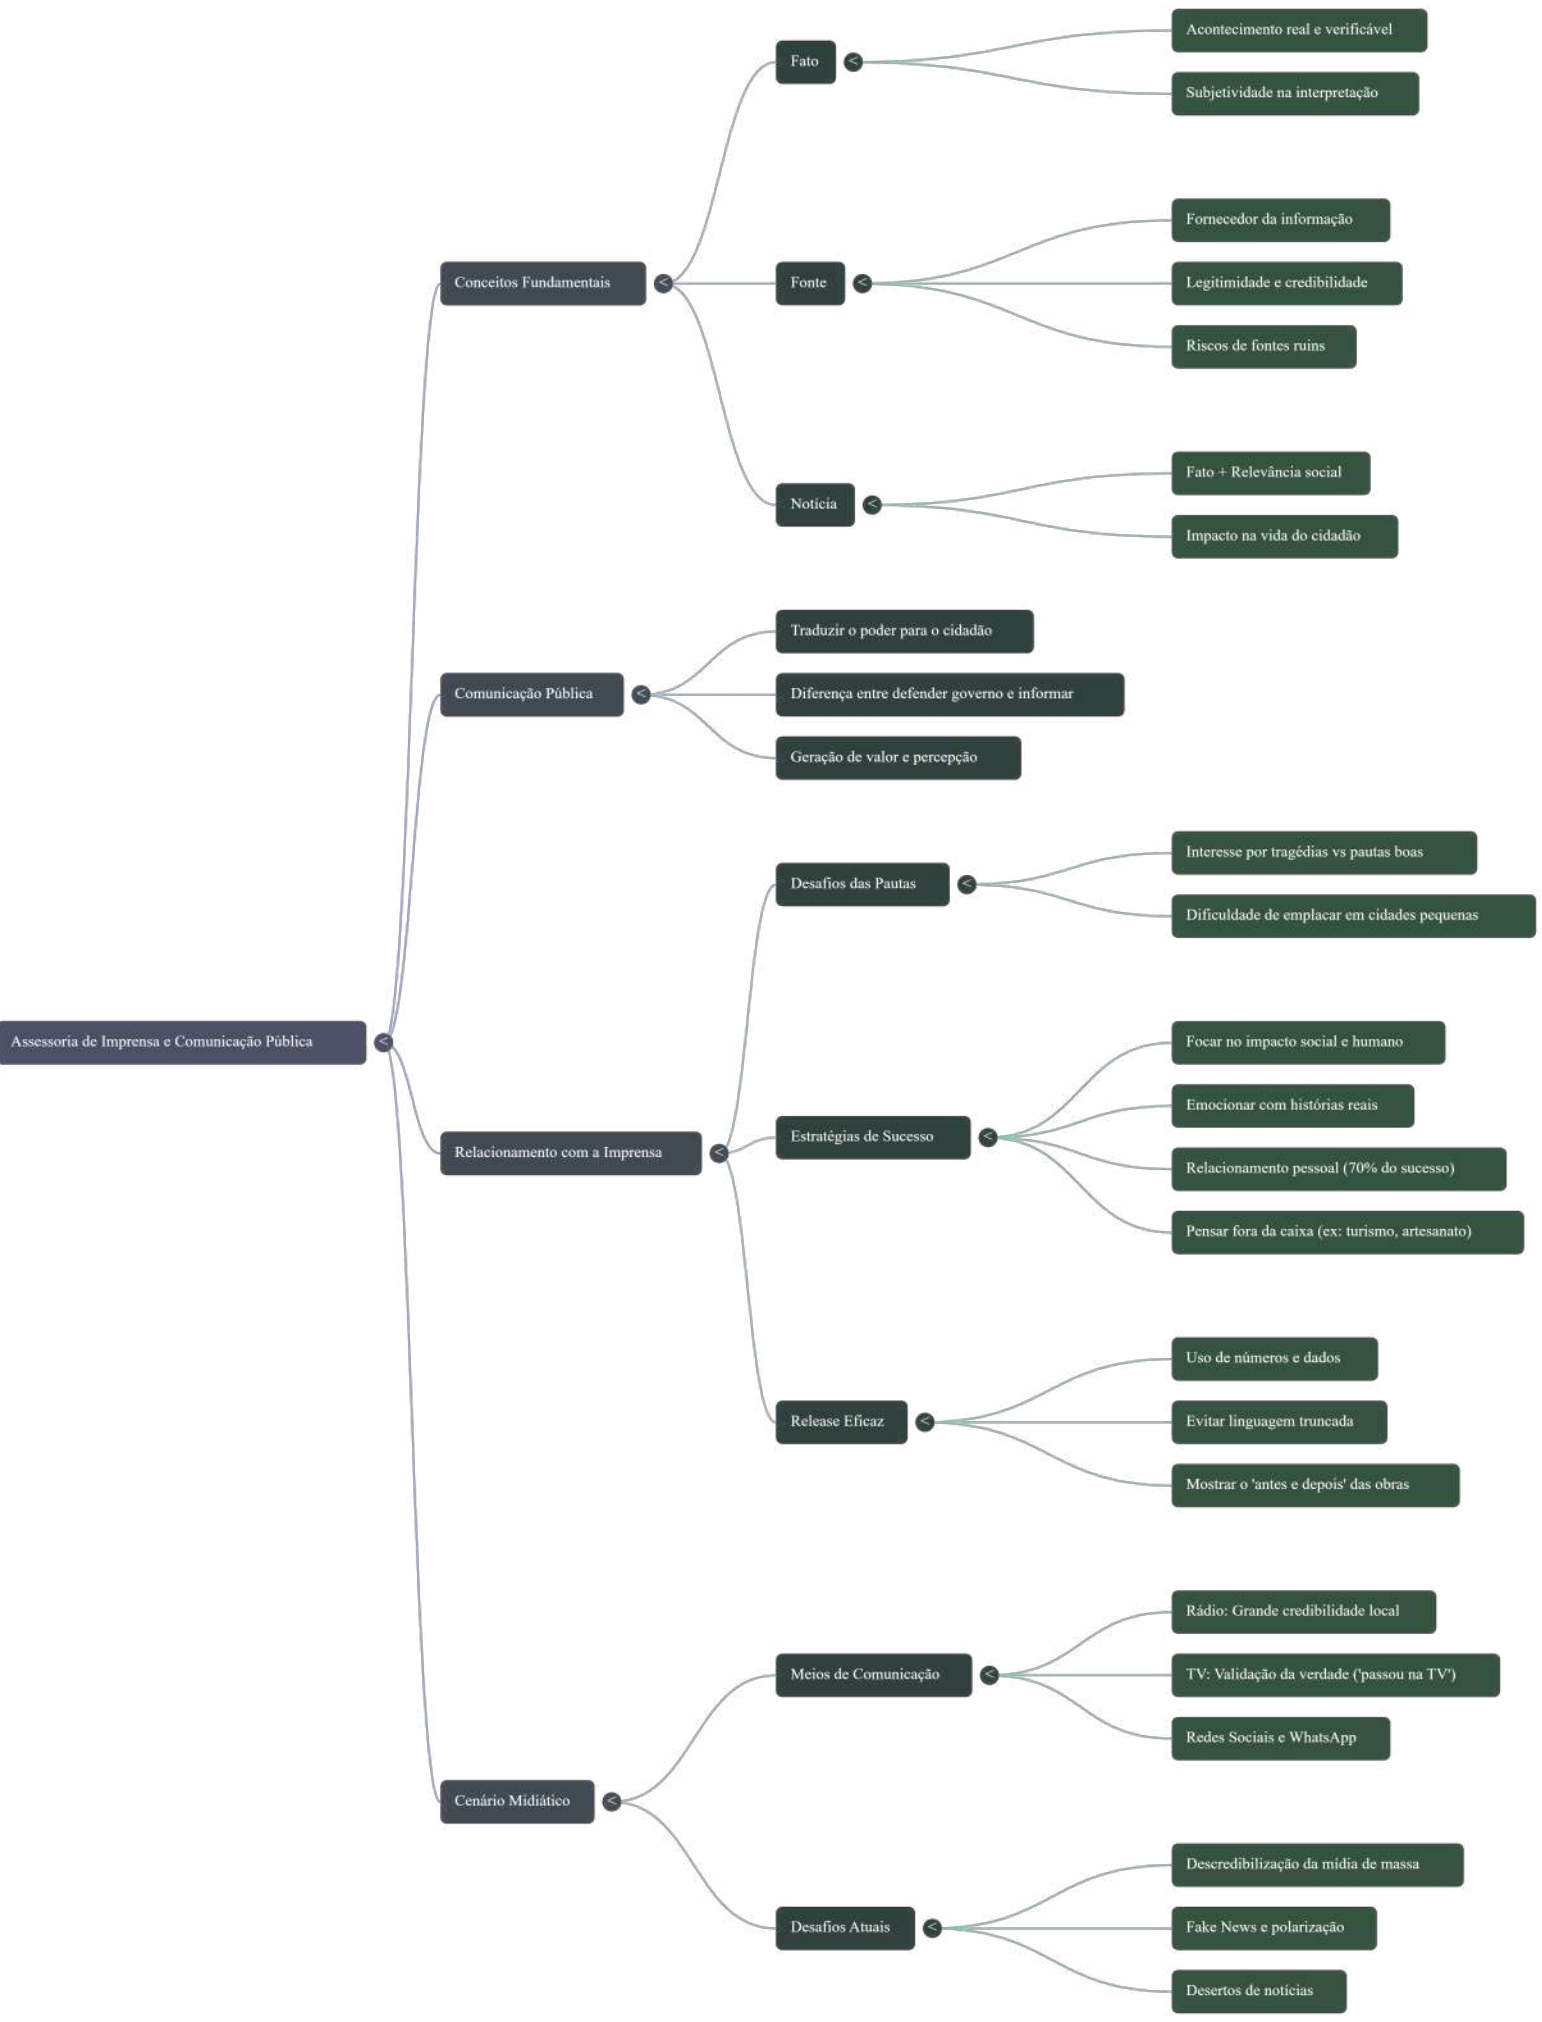 Assessoria de Imprensa e Comunicação Pública
Conceitos Fundamentais
Fato
Acontecimento real e verificável
Subjetividade na interpretação
Fonte
Fornecedor da informação
Legitimidade e credibilidade
Riscos de fontes ruins
Notícia
Fato + Relevância social
Impacto na vida do cidadão
Comunicação Pública
Traduzir o poder para o cidadão
Diferença entre defender governo e informar
Geração de valor e percepção
Relacionamento com a Imprensa
Desafios das Pautas
Interesse por tragédias vs pautas boas
Dificuldade de emplacar em cidades pequenas
Estratégias de Sucesso
Focar no impacto social e humano
Emocionar com histórias reais
Relacionamento pessoal (70% do sucesso)
Pensar fora da caixa (ex: turismo, artesanato)
Release Eficaz
Uso de números e dados
Evitar linguagem truncada
Mostrar o 'antes e depois' das obras
Cenário Midiático
Meios de Comunicação
Rádio: Grande credibilidade local
TV: Validação da verdade ('passou na TV')
Redes Sociais e WhatsApp
Desafios Atuais
Descredibilização da mídia de massa
Fake News e polarização
Desertos de notícias